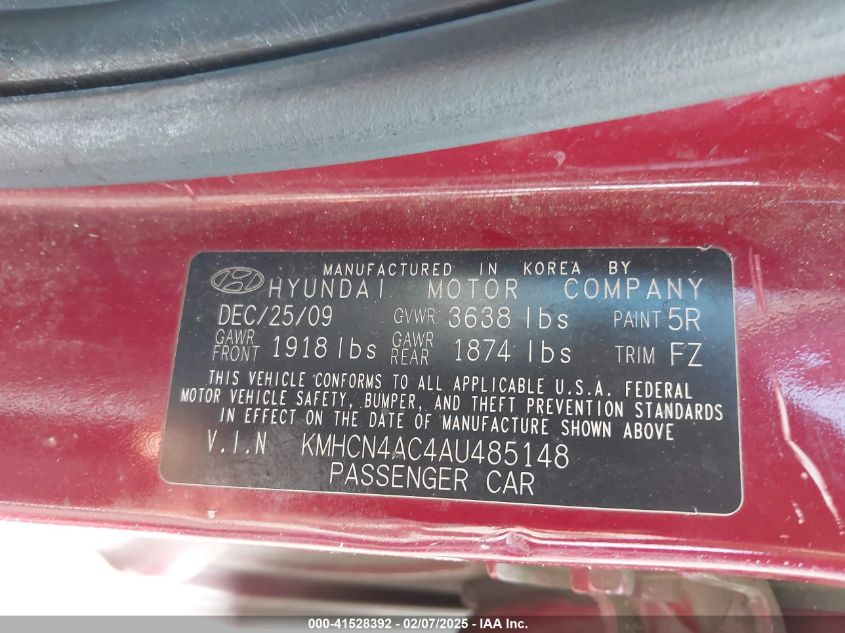 MANUFACTURED IN KOREA BY
HYUNDAI MOTOR COMPANY
DEC/25/09 GVWR 3638 lbs PAINT 5R
GAWR FRONT 1918 lbs GAWR REAR 1874 lbs TRIM FZ
THIS VEHICLE CONFORMS TO ALL APPLICABLE U.S.A. FEDERAL
MOTOR VEHICLE SAFETY, BUMPER, AND THEFT PREVENTION STANDARDS
IN EFFECT ON THE DATE OF MANUFACTURE SHOWN ABOVE
V.I.N KMHCN4AC4AU485148
PASSENGER CAR
000-41528392 - 02/07/2025 - IAA Inc.